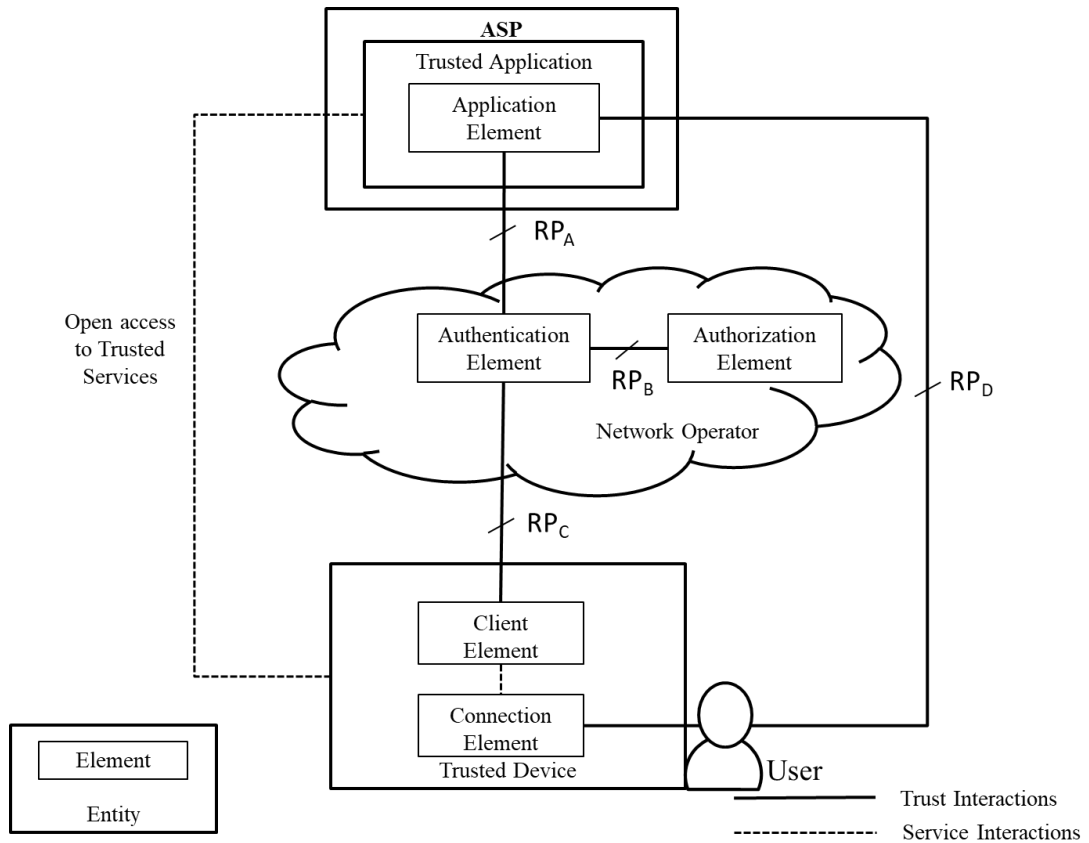 ASP
Trusted Application
Application
Element
RPA
Open access
to Trusted
Services
Authentication
Element
RPB
Authorization
Element
Network Operator
RPD
RPC
Client
Element
Connection
Element
Trusted Device
User
Element
Entity
Trust Interactions
Service Interactions